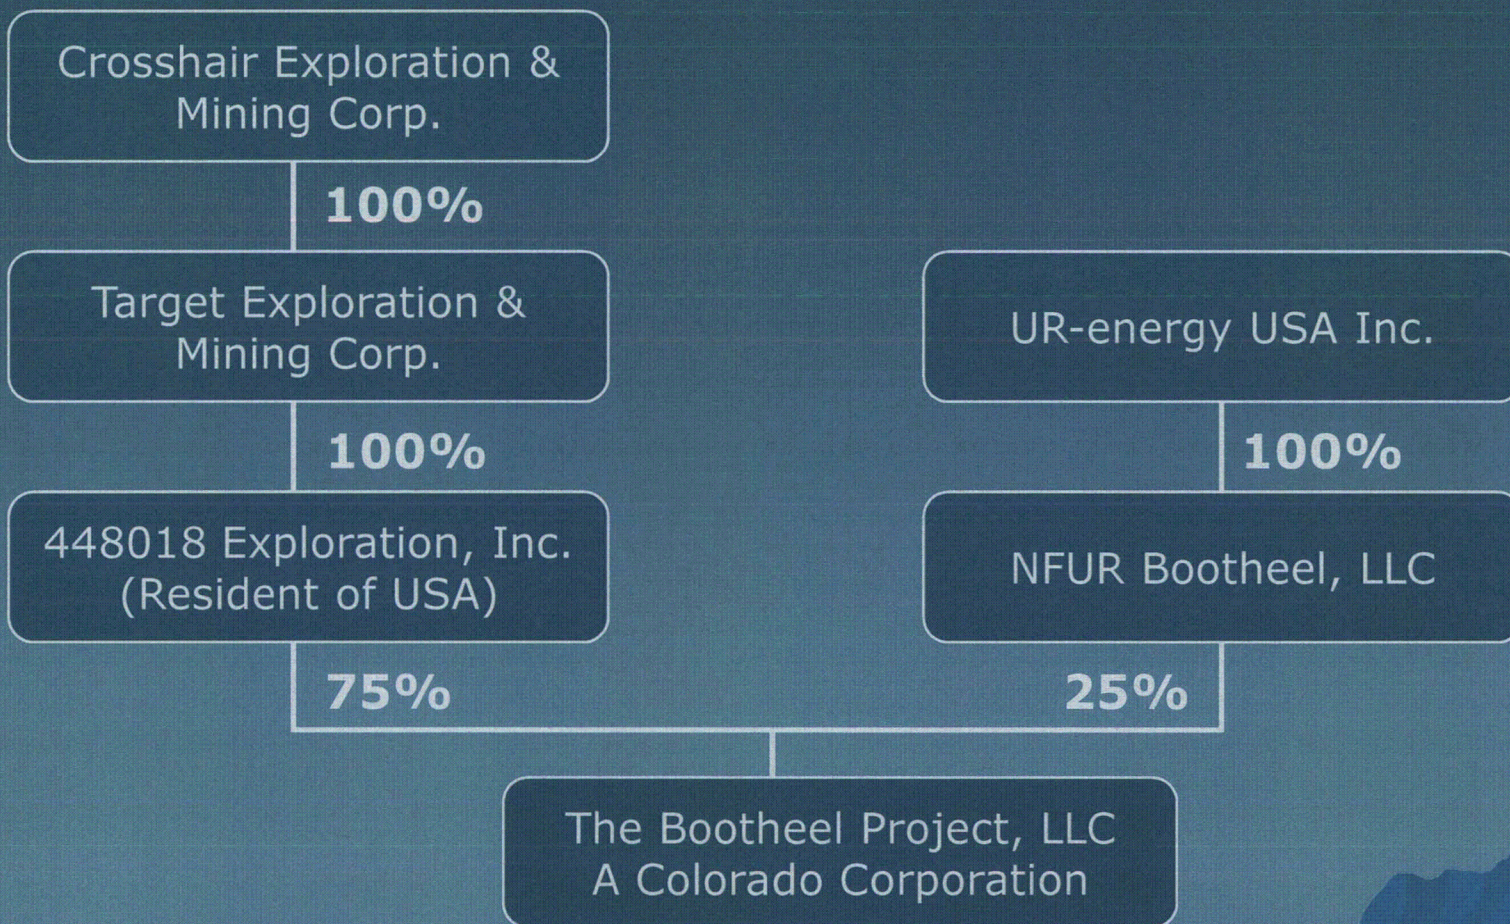 Crosshair Exploration &
Mining Corp.
100%
Target Exploration &
Mining Corp.
UR-energy USA Inc.
100%
100%
448018 Exploration, Inc.
(Resident of USA)
NFUR Bootheel, LLC
75%
25%
The Bootheel Project, LLC
A Colorado Corporation